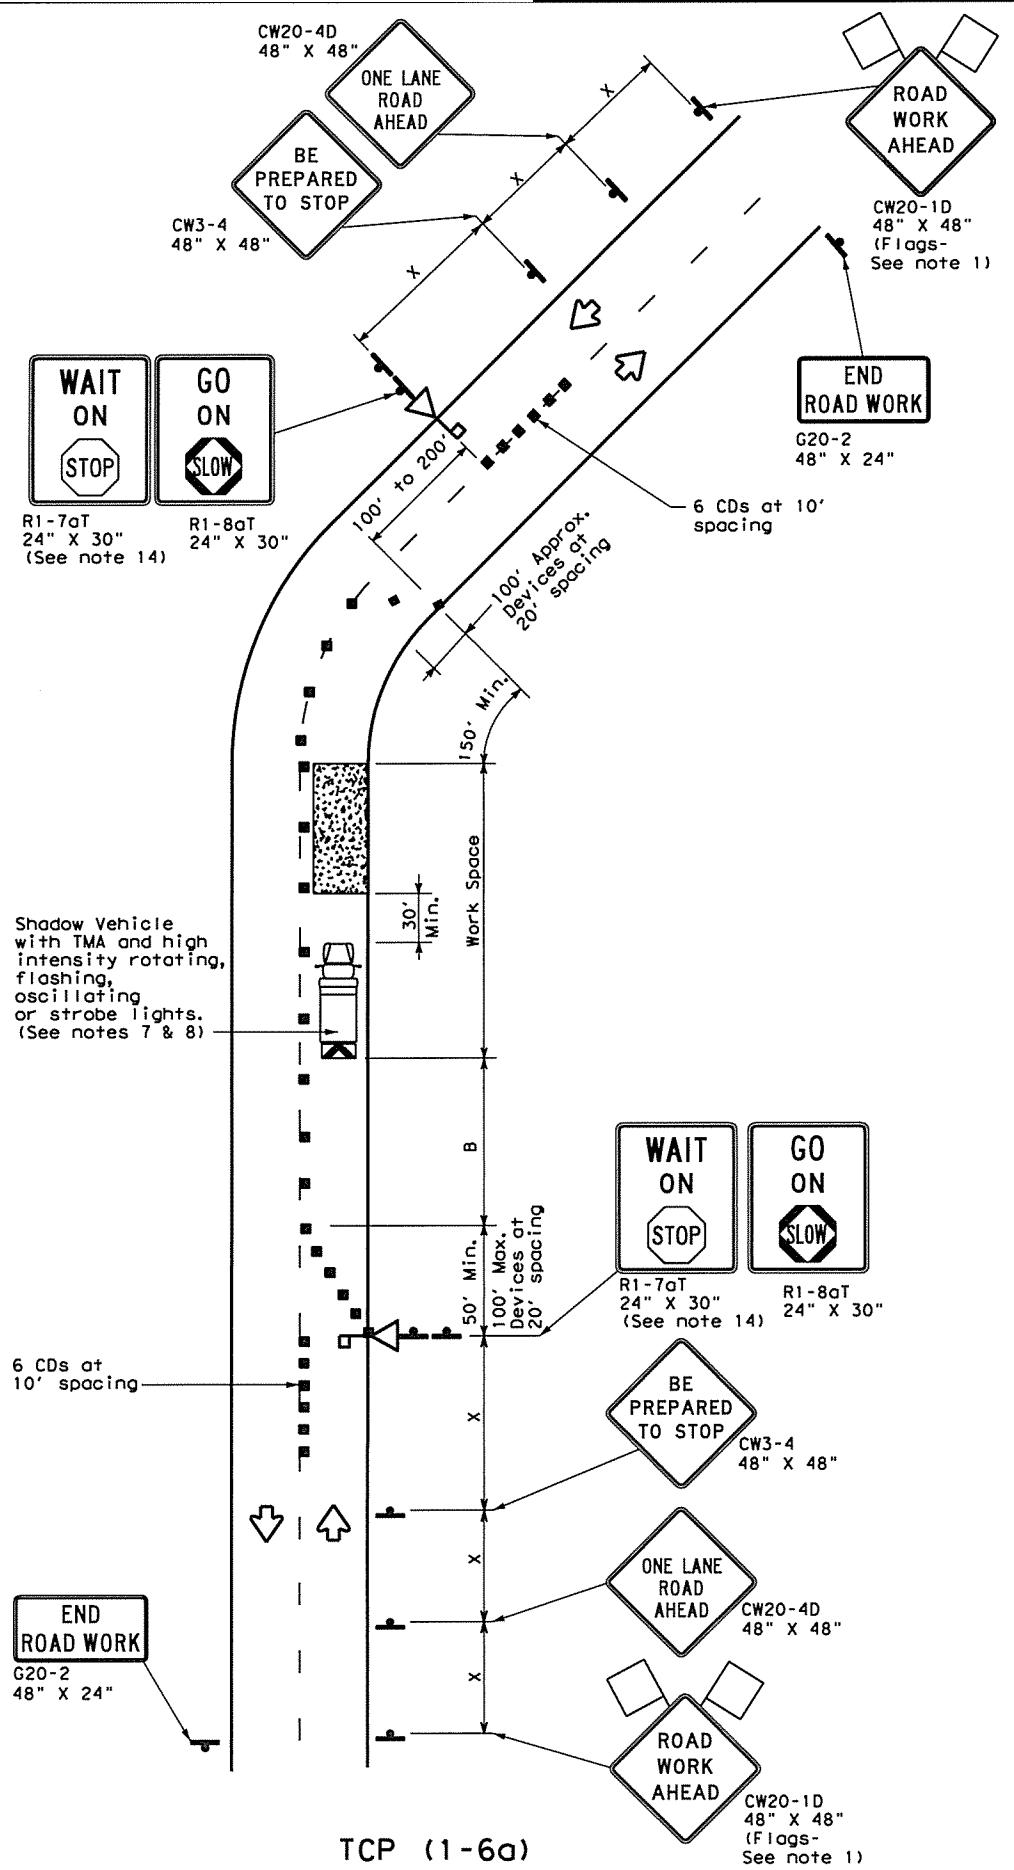 CW20-4D
48" X 48"
ONE LANE
ROAD
AHEAD
BE
PREPARED
TO STOP
CW3-4
48" X 48"
X
X
X
ROAD
WORK
AHEAD
CW20-1D
48" X 48"
(Flags-
See note 1)
WAIT
ON
STOP
GO
ON
SLOW
R1-7aT
24" X 30"
(See note 14)
R1-8aT
24" X 30"
END
ROAD WORK
G20-2
48" X 24"
100' to 200'
6 CDs at 10'
spacing
100' Approx.
Devices at
20' spacing
150' Min.
Work Space
30'
Min.
Shadow Vehicle
with TMA and high
intensity rotating,
flashing,
oscillating
or strobe lights.
(See notes 7 & 8)
B
50' Min.
100' Max.
Devices at
20' spacing
WAIT
ON
STOP
GO
ON
SLOW
R1-7aT
24" X 30"
(See note 14)
R1-8aT
24" X 30"
6 CDs at
10' spacing
X
BE
PREPARED
TO STOP
CW3-4
48" X 48"
X
ONE LANE
ROAD
AHEAD
CW20-4D
48" X 48"
END
ROAD WORK
G20-2
48" X 24"
X
ROAD
WORK
AHEAD
CW20-1D
48" X 48"
(Flags-
See note 1)
TCP (1-6a)